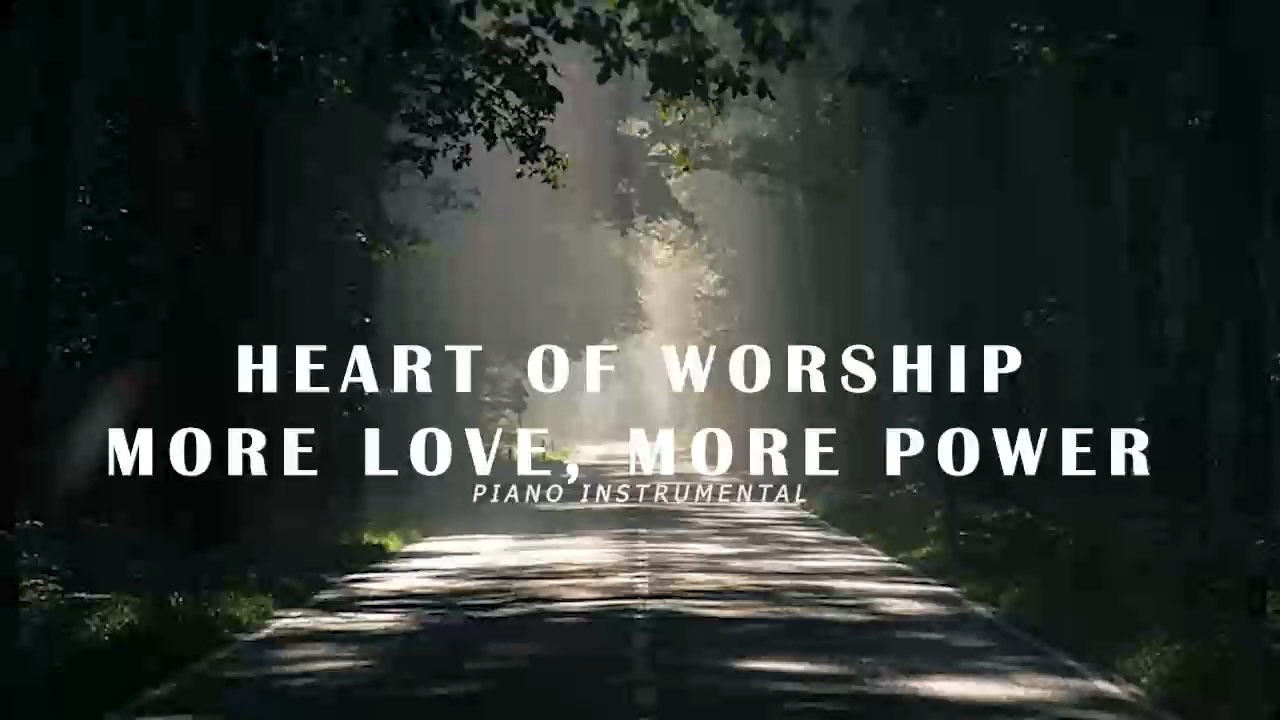 HEART OF WORSHIP
MORE LOVE, MORE POWER
PIANO INSTRUMENTAL